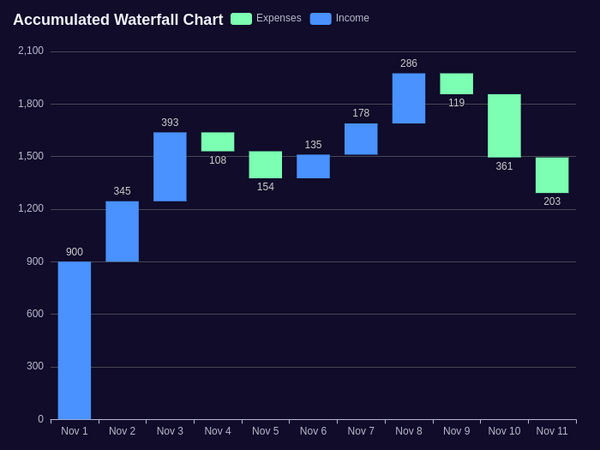 Accumulated Waterfall Chart
Expenses
Income
2,100
1,800
1,500
1,200
900
600
300
0
900
345
393
108
154
135
178
286
119
361
203
Nov 1
Nov 2
Nov 3
Nov 4
Nov 5
Nov 6
Nov 7
Nov 8
Nov 9
Nov 10
Nov 11